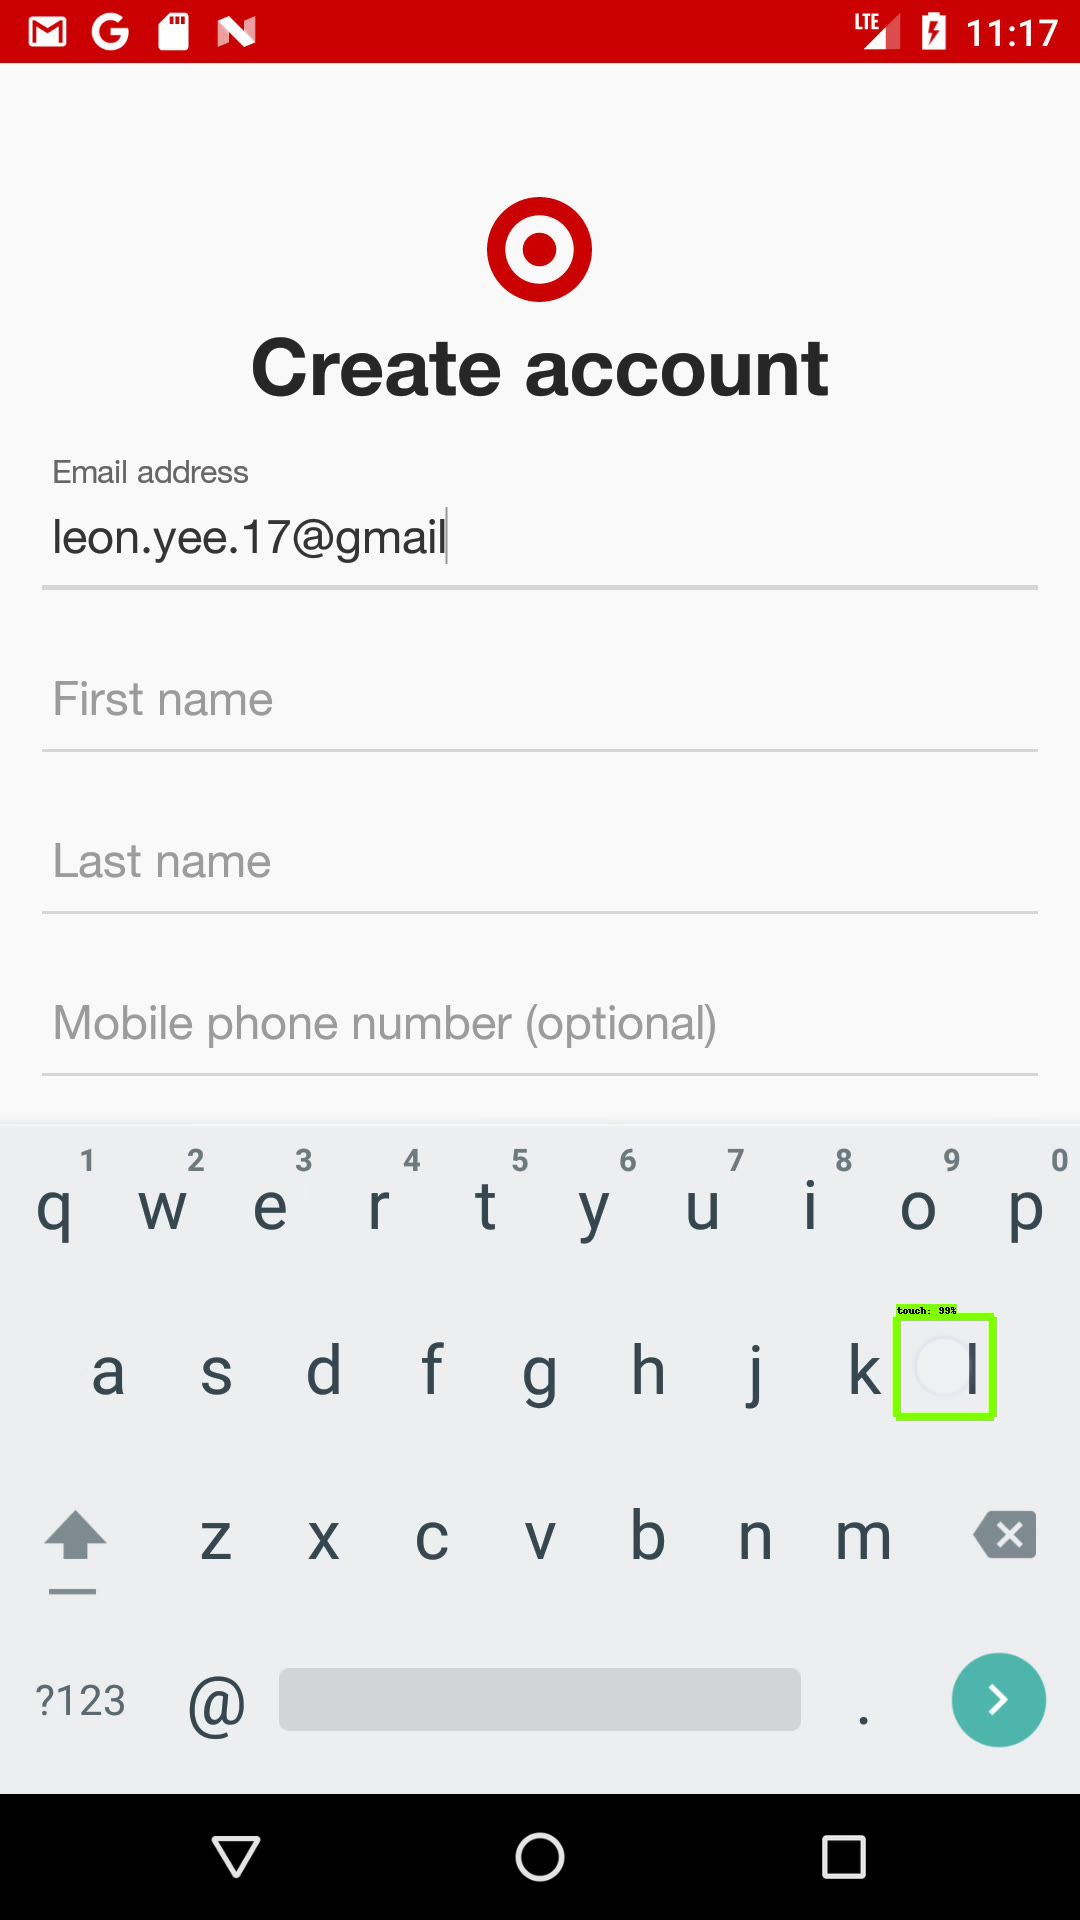 LTE 11:17
Create account
Email address
leon.yee.17@gmail
First name
Last name
Mobile phone number (optional)
1 2 3 4 5 6 7 8 9 0
q w e r t y u i o p
touch: 99%
a s d f g h j k l
z x c v b n m
?123 @ .